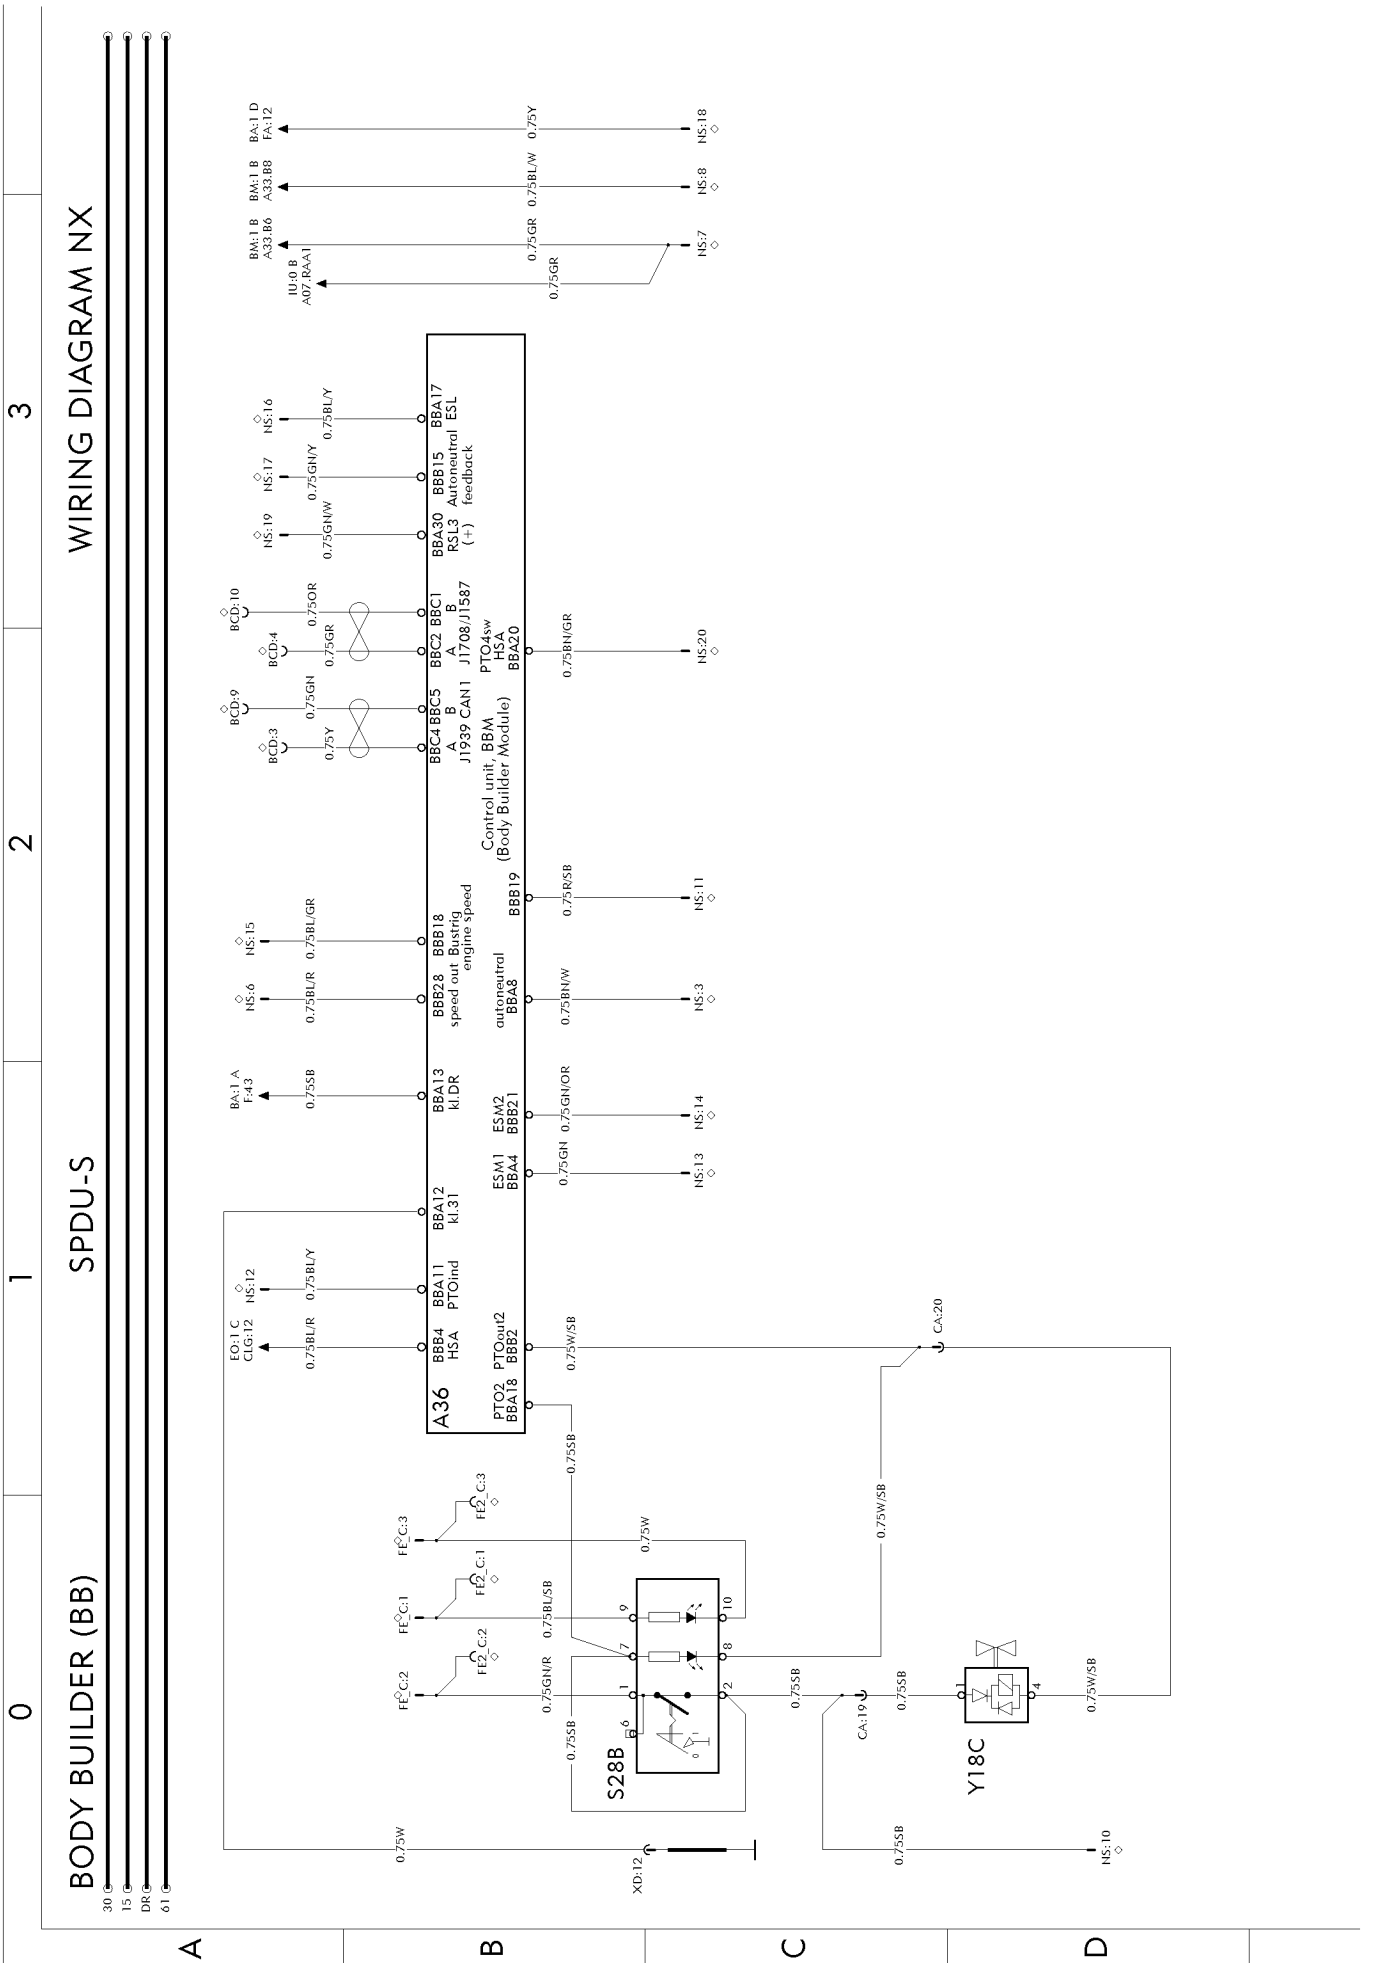 0
1
2
3
BODY BUILDER (BB)
SPDU-S
WIRING DIAGRAM NX
30
15
DR
61
A
B
C
D
EO:1 C
CLG:12
0.75BL/R
NS:12
0.75BL/Y
BA:1 A
F:43
0.75SB
NS:6
0.75BL/R
NS:15
0.75BL/GR
BCD:3
0.75Y
BCD:9
0.75GN
BCD:4
0.75GR
BCD:10
0.75OR
NS:19
0.75GN/W
NS:17
0.75GN/Y
NS:16
0.75BL/Y
IU:0 B
A07.RAA1
0.75GR
BM:1 B
A33.B6
0.75GR
NS:7
BM:1 B
A33.B8
0.75BL/W
NS:8
BA:1 D
FA:12
0.75Y
NS:18
A36
BBB4
HSA
BBA11
PTOind
BBA12
kl.31
BBA13
kl.DR
BBB28
speed out
BBB18
Bustrig
engine speed
BBC4
A
BBC5
B
J1939 CAN1
BBC2
A
BBC1
B
J1708/J1587
BBA30
RSL3
(+)
BBB15
Autoneutral
feedback
BBA17
ESL
PTO2
BBA18
PTOout2
BBB2
ESM1
BBA4
ESM2
BBB21
autoneutral
BBA8
BBB19
Control unit, BBM
(Body Builder Module)
PTO4sw
HSA
BBA20
0.75SB
0.75W/SB
0.75GN
NS:13
0.75GN/OR
NS:14
0.75BN/W
NS:3
0.75R/SB
NS:11
0.75BN/GR
NS:20
0.75W
XD:12
FE_C:2
FE2_C:2
FE_C:1
FE2_C:1
FE_C:3
FE2_C:3
0.75SB
0.75GN/R
0.75BL/SB
0.75W
S28B
6
1
7
9
0
1
2
8
10
0.75SB
0.75W/SB
CA:19
CA:20
0.75SB
0.75SB
NS:10
Y18C
1
4
0.75W/SB